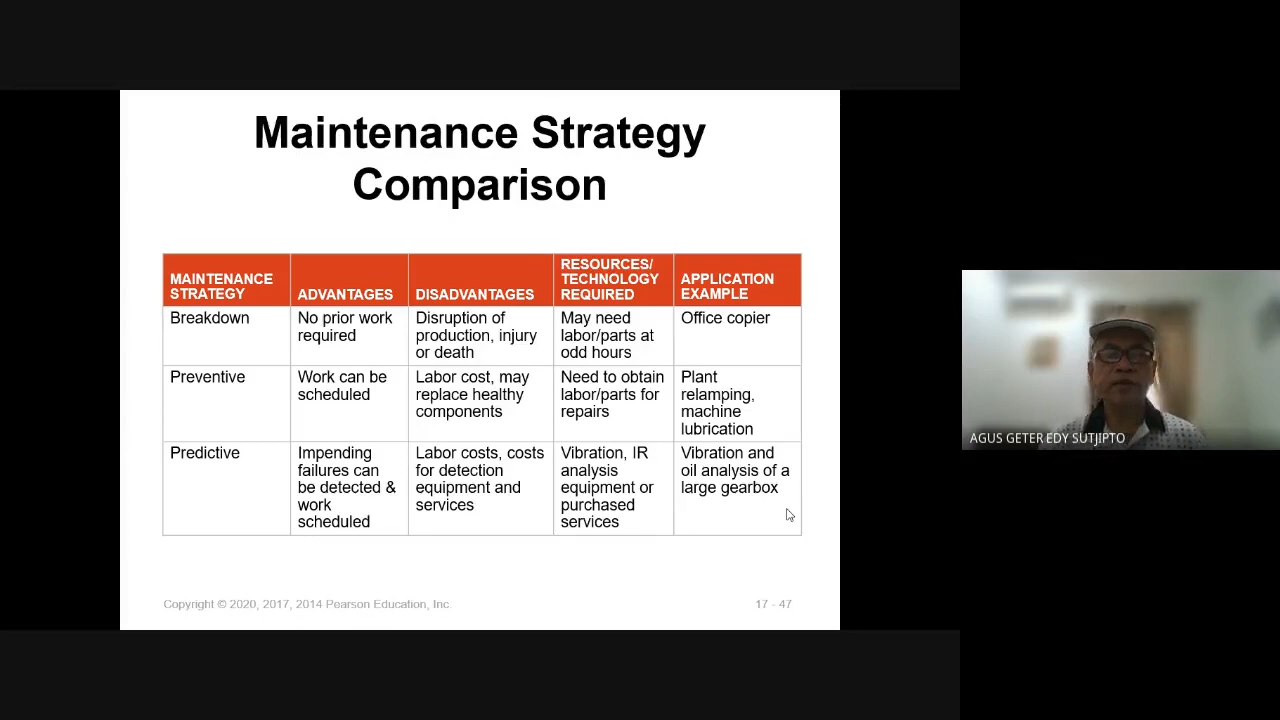 Maintenance Strategy
Comparison
MAINTENANCE
STRATEGY
ADVANTAGES
DISADVANTAGES
RESOURCES/
TECHNOLOGY
REQUIRED
APPLICATION
EXAMPLE
Breakdown
No prior work
required
Disruption of
production, injury
or death
May need
labor/parts at
odd hours
Office copier
Preventive
Work can be
scheduled
Labor cost, may
replace healthy
components
Need to obtain
labor/parts for
repairs
Plant
relamping,
machine
lubrication
Predictive
Impending
failures can
be detected &
work
scheduled
Labor costs, costs
for detection
equipment and
services
Vibration, IR
analysis
equipment or
purchased
services
Vibration and
oil analysis of a
large gearbox
Copyright © 2020, 2017, 2014 Pearson Education, Inc.
17 - 47
AGUS GETER EDY SUTJIPTO